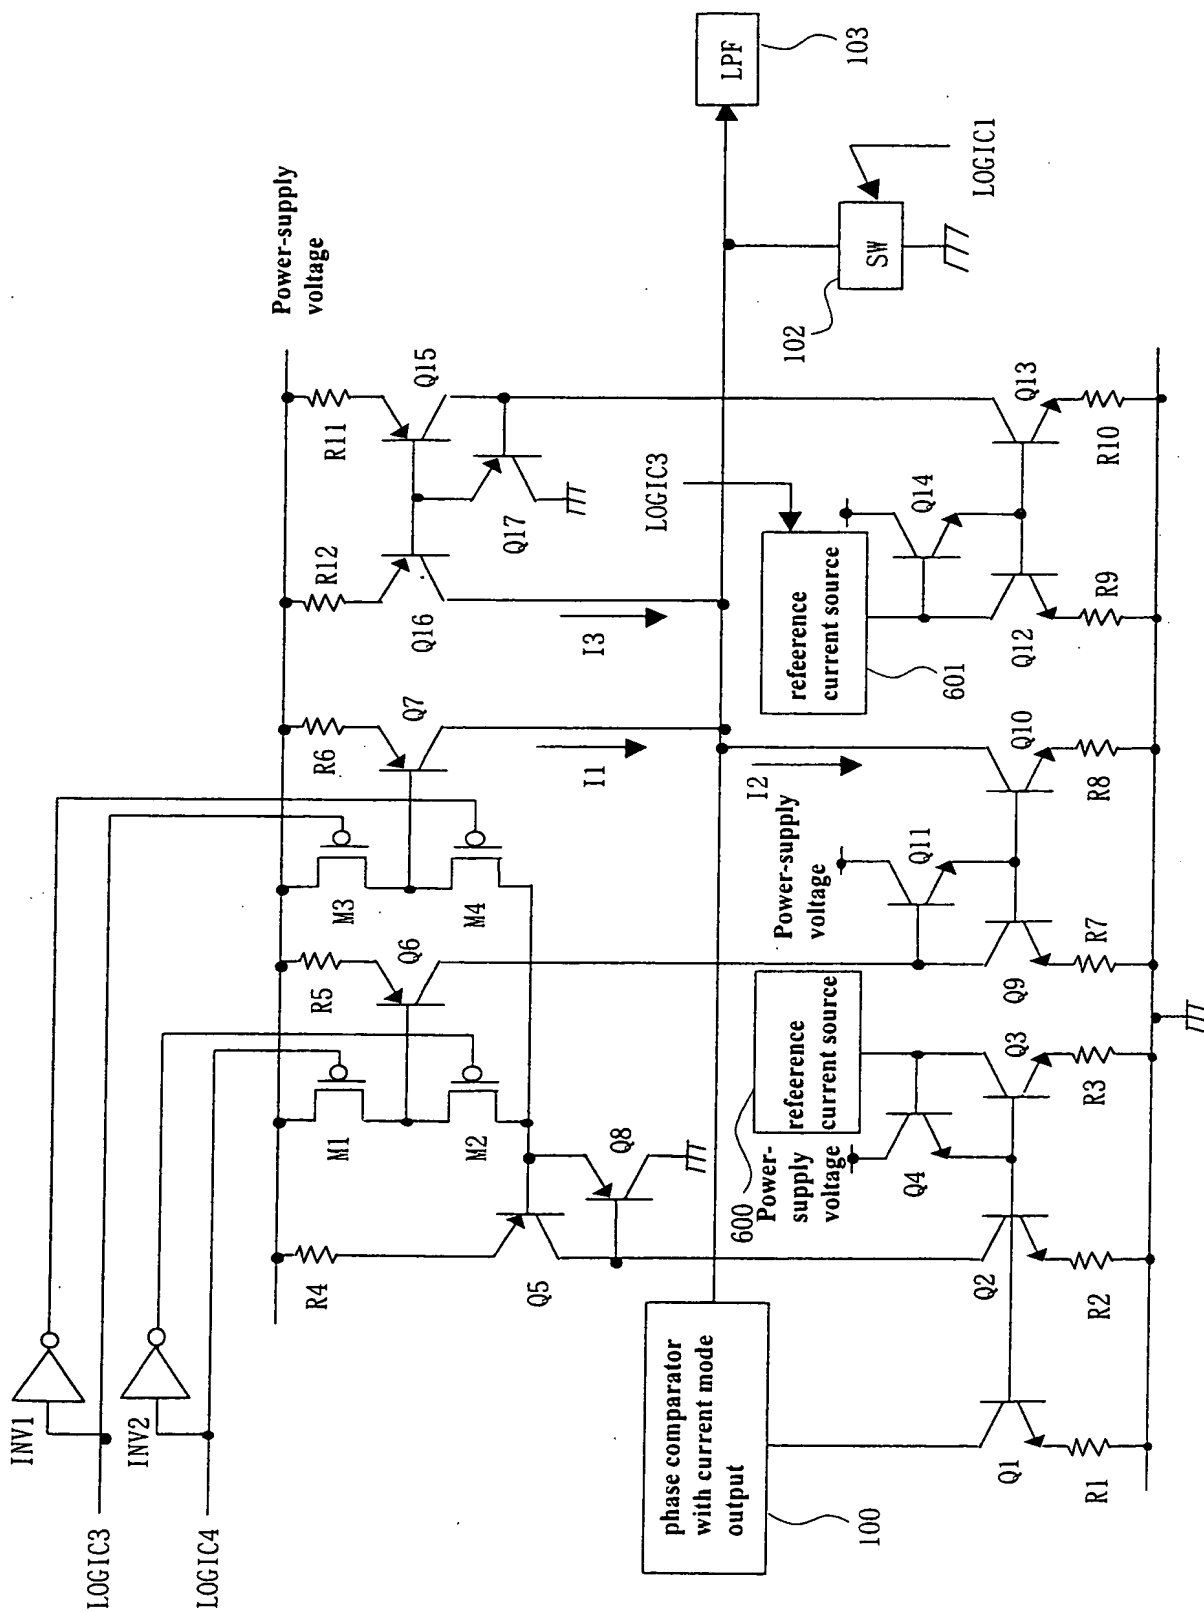 LOGIC3
LOGIC4
INV1
INV2
Power-supply
voltage
R4
M1
M2
R5
Q6
M3
M4
R6
Q7
R12
Q16
R11
Q15
Q17
Q5
Q8
I1
I3
LOGIC3
phase comparator
with current mode
output
100
600
refeerence
current source
Power-
supply
voltage
Power-supply
voltage
I2
refeerence
current source
601
SW
102
LOGIC1
LPF
103
Q1
R1
Q2
R2
Q4
Q3
R3
Q9
R7
Q11
Q10
R8
Q12
R9
Q14
Q13
R10